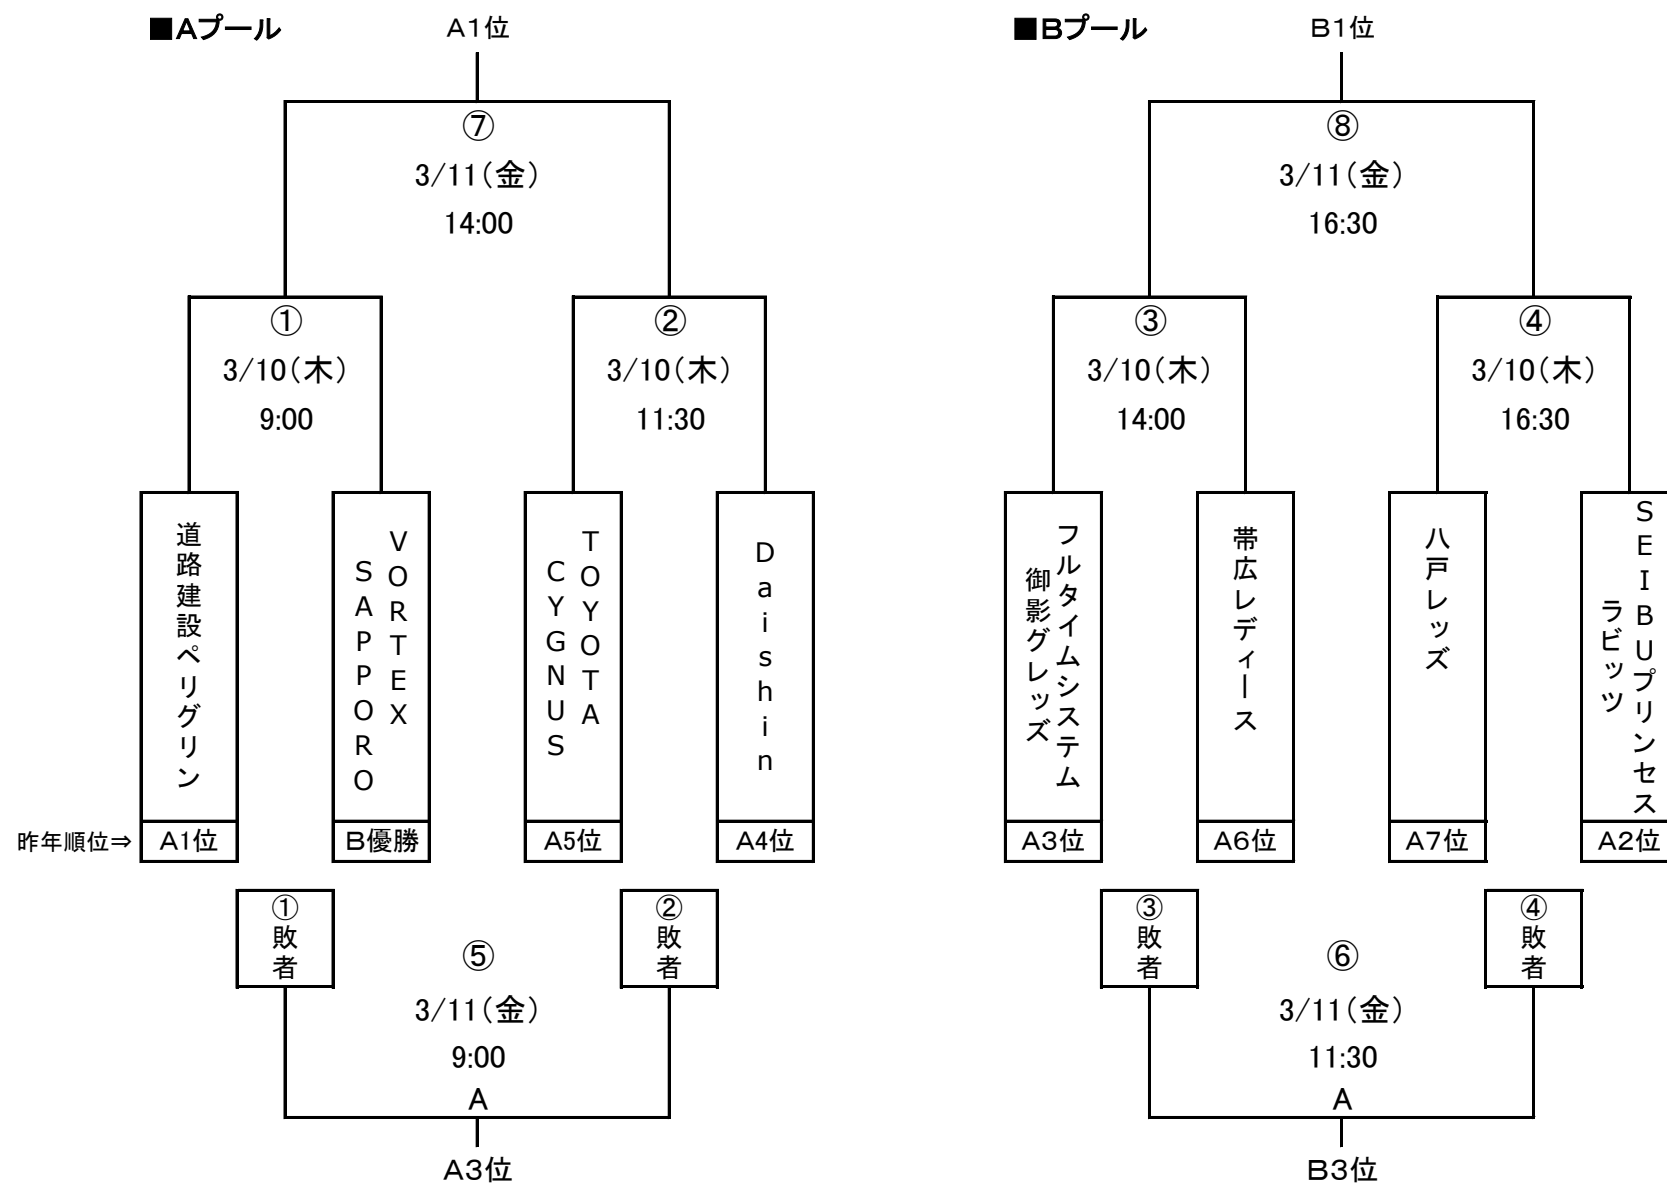 ■Aプール
A1位
⑦
3/11(金)
14:00
①
3/10(木)
9:00
②
3/10(木)
11:30
道路建設ペリグリン
VORTEX
SAPPORO
TOYOTA
CYGNUS
Daishin
昨年順位⇒
A1位
B優勝
A5位
A4位
①
敗者
②
敗者
⑤
3/11(金)
9:00
A
A3位
■Bプール
B1位
⑧
3/11(金)
16:30
③
3/10(木)
14:00
④
3/10(木)
16:30
フルタイムシステム
御影グレッズ
帯広レディース
八戸レッズ
SEIBUプリンセス
ラビッツ
A3位
A6位
A7位
A2位
③
敗者
④
敗者
⑥
3/11(金)
11:30
A
B3位